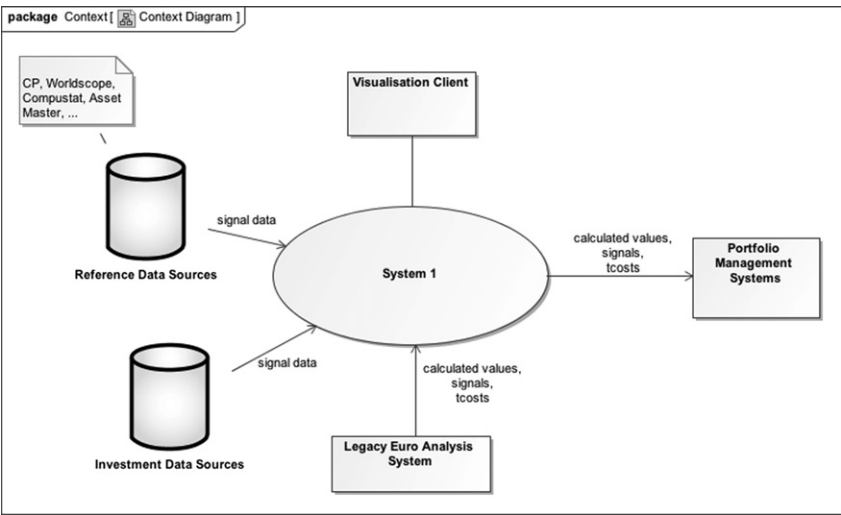 package Context [ Context Diagram ]
CP, Worldscope,
Compustat, Asset
Master, ...
Visualisation Client
signal data
Reference Data Sources
System 1
calculated values,
signals,
tcosts
Portfolio
Management
Systems
signal data
Investment Data Sources
calculated values,
signals,
tcosts
Legacy Euro Analysis
System